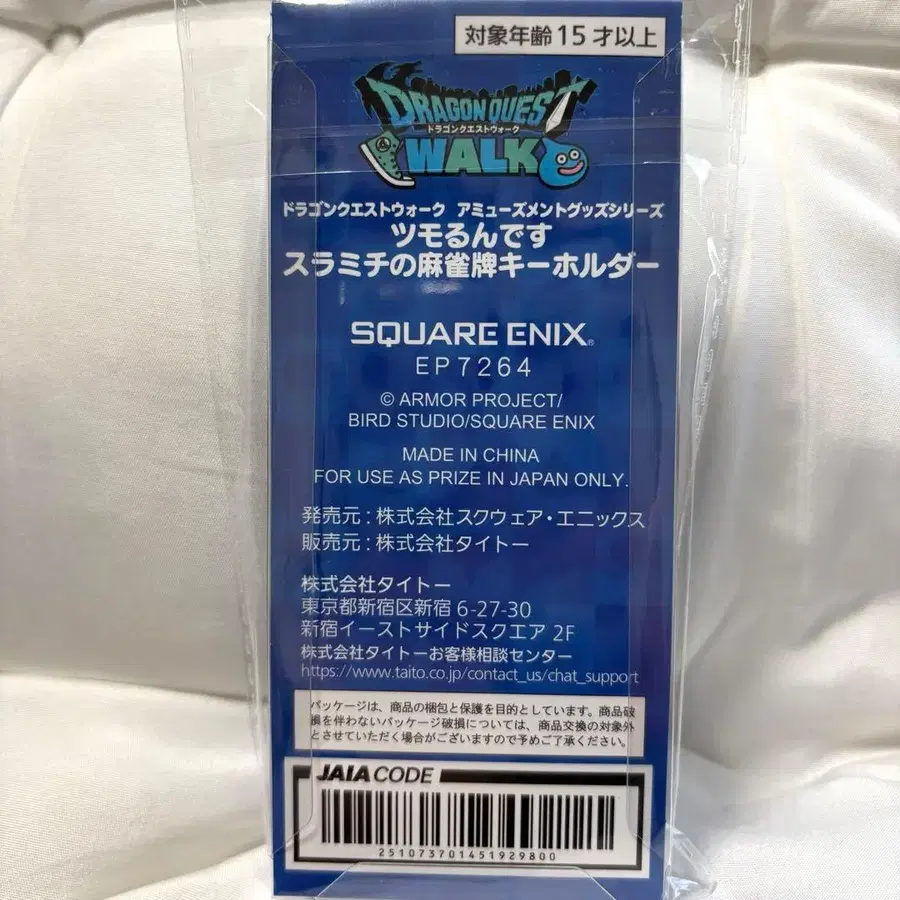 対象年齢15才以上
DRAGON QUEST
ドラゴンクエストウォーク
WALK
ドラゴンクエストウォーク アミューズメントグッズシリーズ
ツモるんです
スラミチの麻雀牌キーホルダー
SQUARE ENIX®
EP7264
© ARMOR PROJECT/
BIRD STUDIO/SQUARE ENIX
MADE IN CHINA
FOR USE AS PRIZE IN JAPAN ONLY.
発売元:株式会社スクウェア・エニックス
販売元:株式会社タイトー
株式会社タイトー
東京都新宿区新宿 6-27-30
新宿イーストサイドスクエア 2F
株式会社タイトーお客様相談センター
https://www.taito.co.jp/contact_us/chat_support
パッケージは、商品の梱包と保護を目的としています。商品破
損を伴わないパッケージ破損については、商品交換の対象外
とさせていただく場合がございますので予めご了承ください。
JAIA CODE
2510737014519 29800